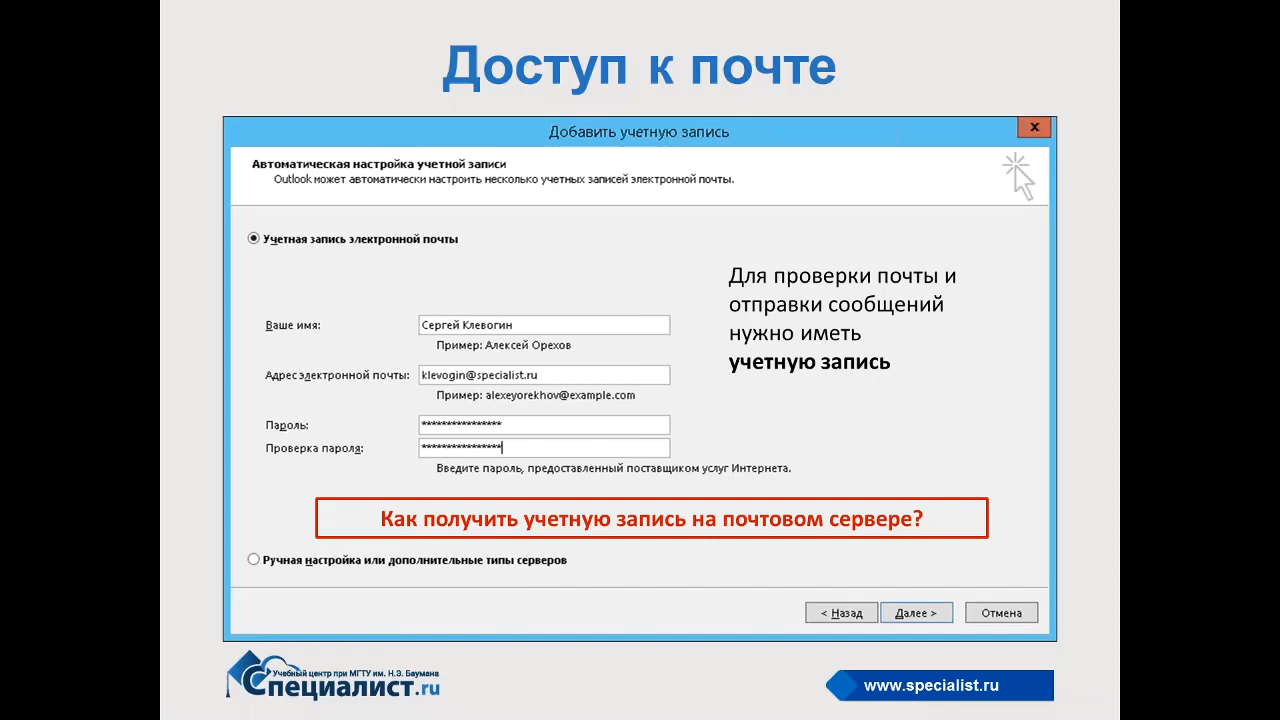 Доступ к почте
Добавить учетную запись
x
Автоматическая настройка учетной записи
Outlook может автоматически настроить несколько учетных записей электронной почты.
Учетная запись электронной почты
Для проверки почты и
отправки сообщений
нужно иметь
учетную запись
Ваше имя:
Сергей Клевогин
Пример: Алексей Орехов
Адрес электронной почты:
klevogin@specialist.ru
Пример: alexeyorekhov@example.com
Пароль:
****************
Проверка пароля:
****************
Введите пароль, предоставленный поставщиком услуг Интернета.
Как получить учетную запись на почтовом сервере?
Ручная настройка или дополнительные типы серверов
< Назад
Далее >
Отмена
Учебный центр при МГТУ им. Н.Э. Баумана
Специалист.ru
www.specialist.ru